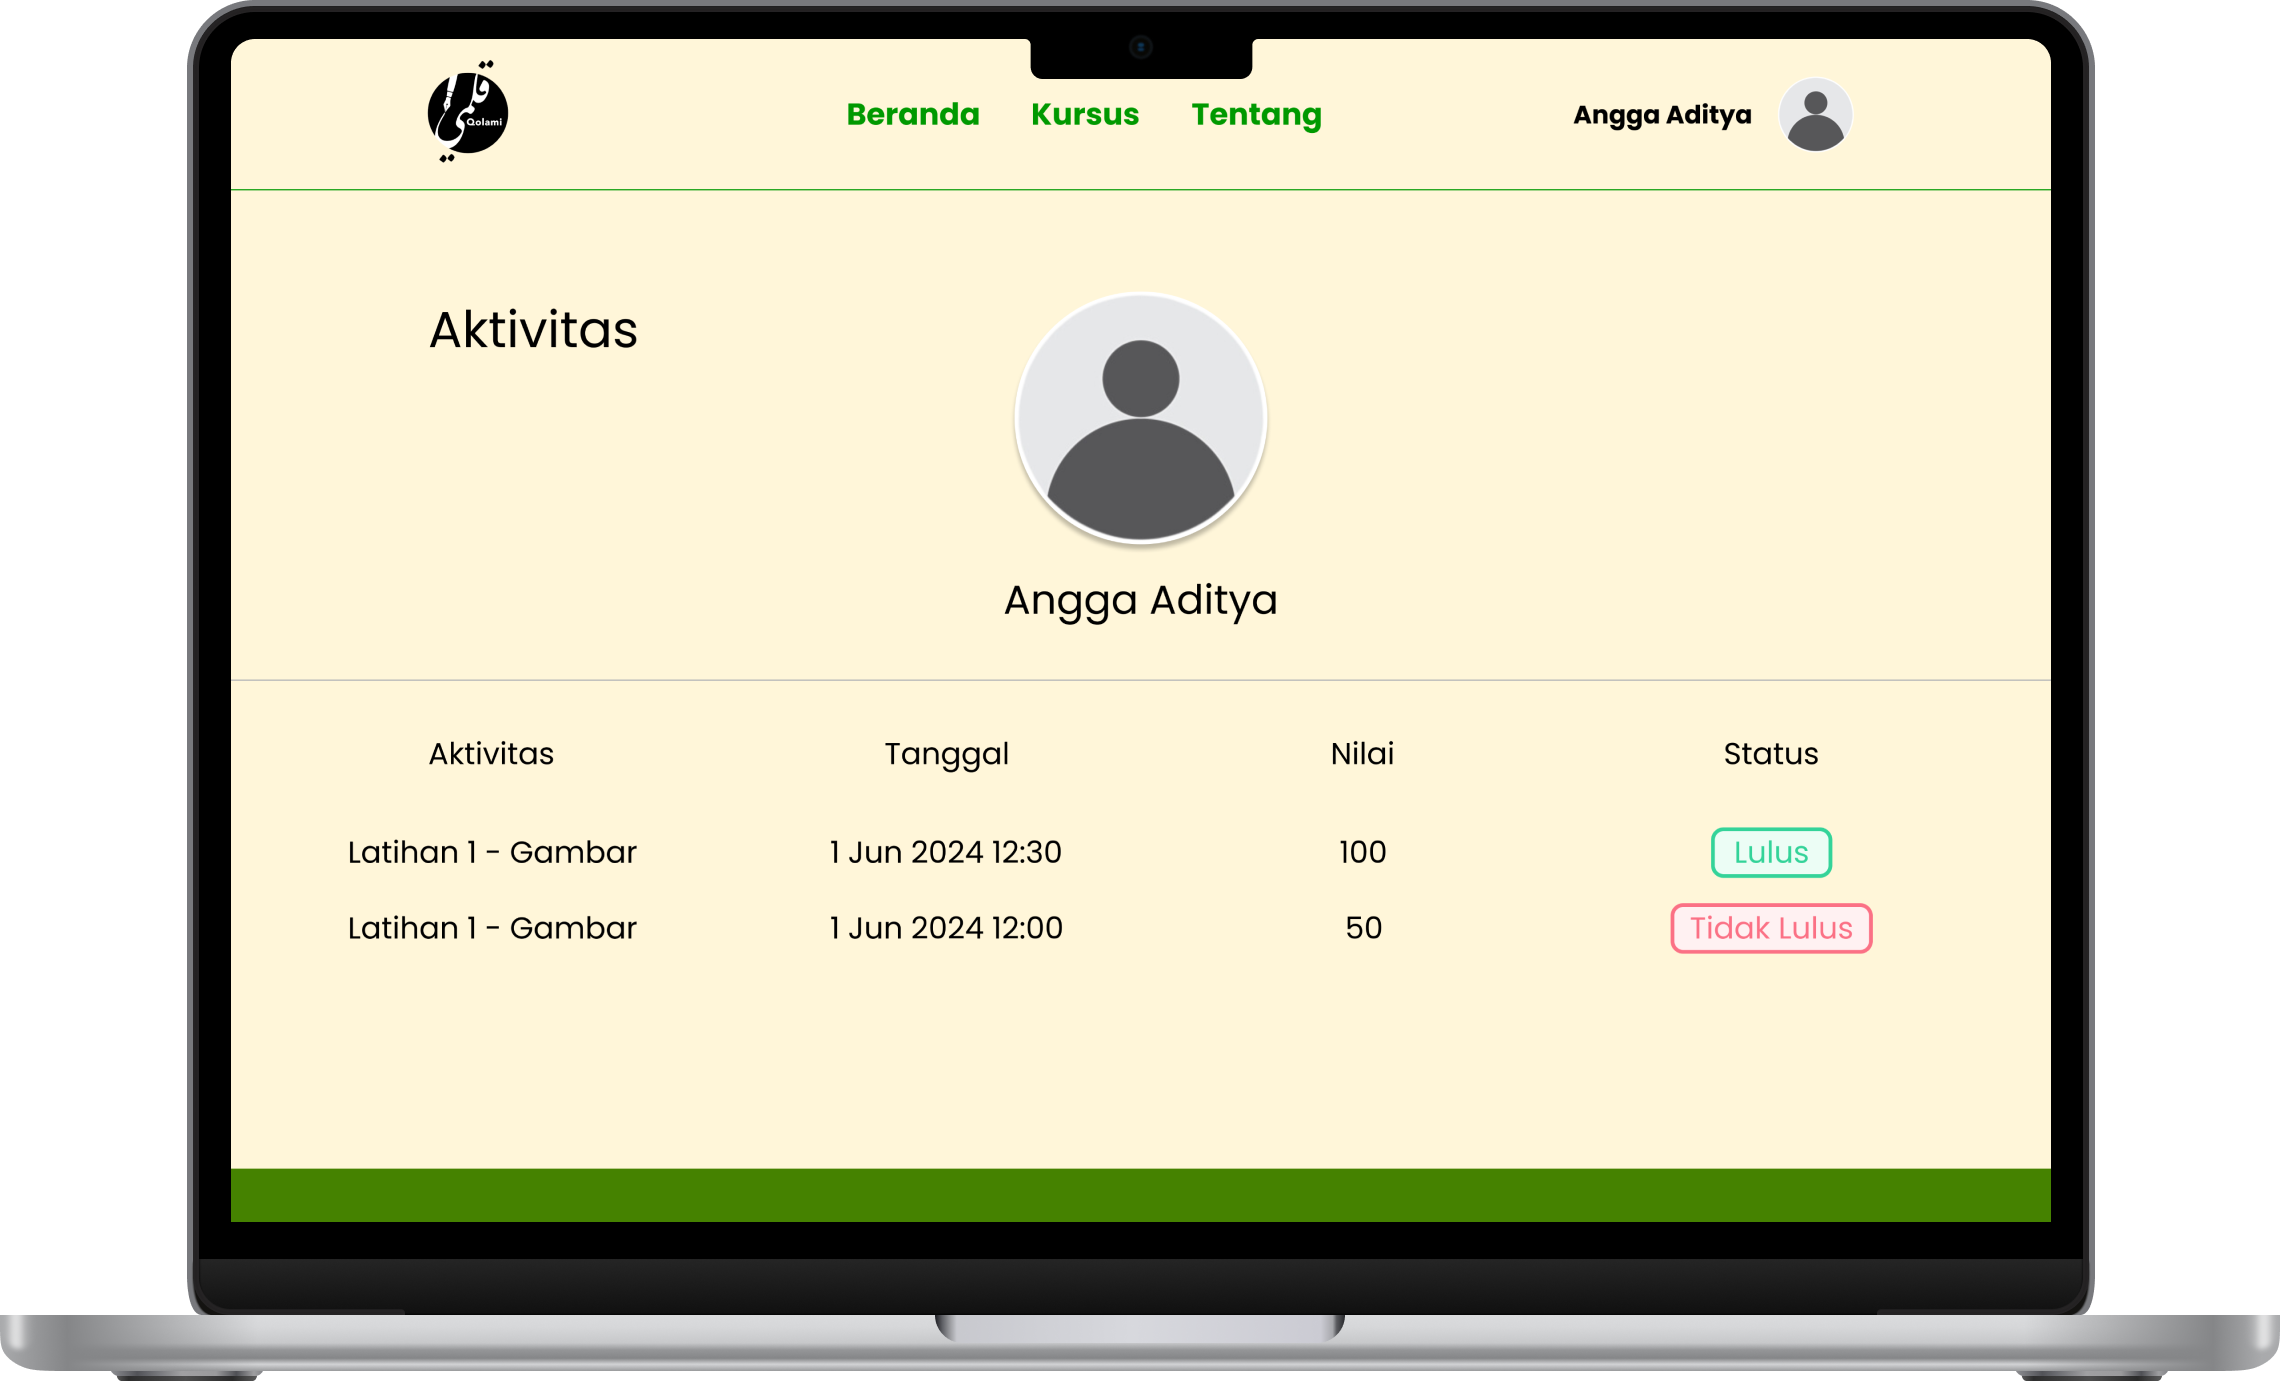 قلمي
Qolami
Beranda Kursus Tentang
Angga Aditya
Aktivitas
Angga Aditya
Aktivitas Tanggal Nilai Status
Latihan 1 - Gambar 1 Jun 2024 12:30 100 Lulus
Latihan 1 - Gambar 1 Jun 2024 12:00 50 Tidak Lulus